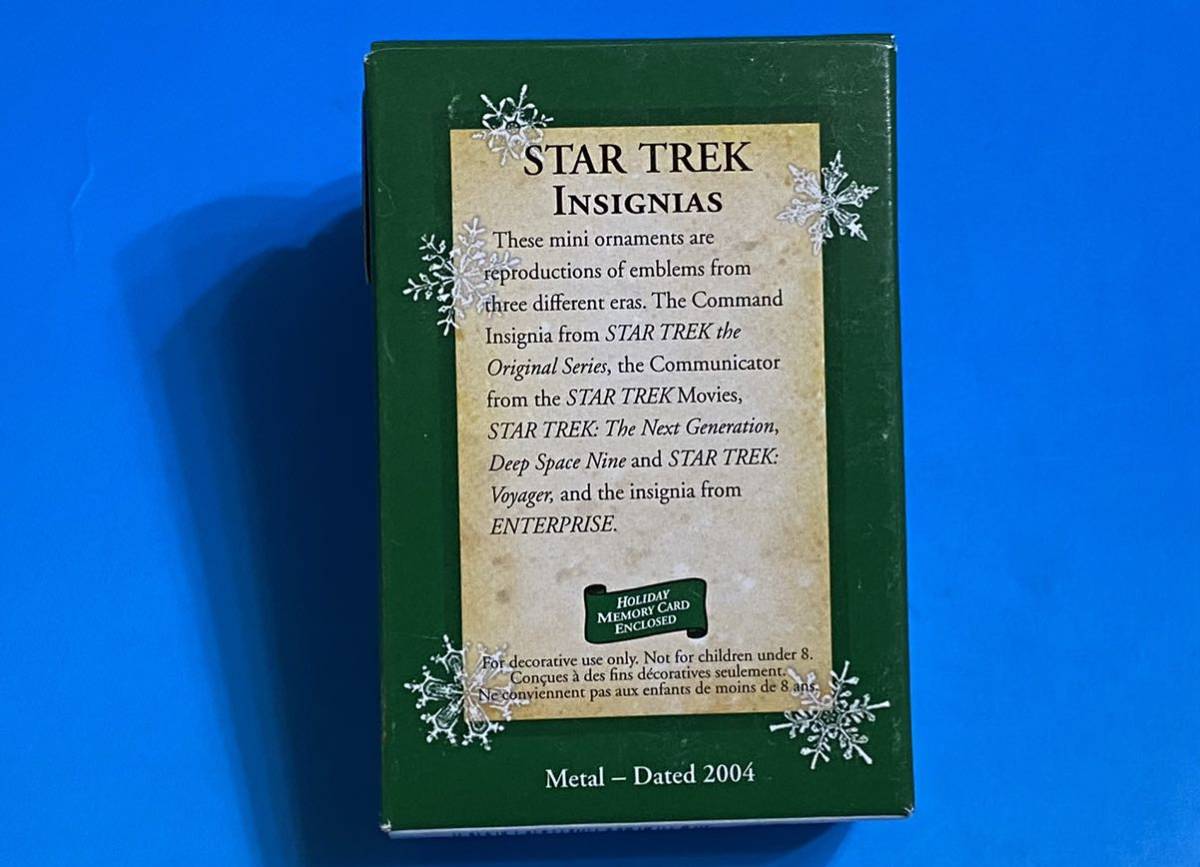 STAR TREK
INSIGNIAS
These mini ornaments are
reproductions of emblems from
three different eras. The Command
Insignia from STAR TREK the
Original Series, the Communicator
from the STAR TREK Movies,
STAR TREK: The Next Generation,
Deep Space Nine and STAR TREK:
Voyager, and the insignia from
ENTERPRISE.
HOLIDAY
MEMORY CARD
ENCLOSED
For decorative use only. Not for children under 8.
Conçues à des fins décoratives seulement.
Ne conviennent pas aux enfants de moins de 8 ans.
Metal – Dated 2004